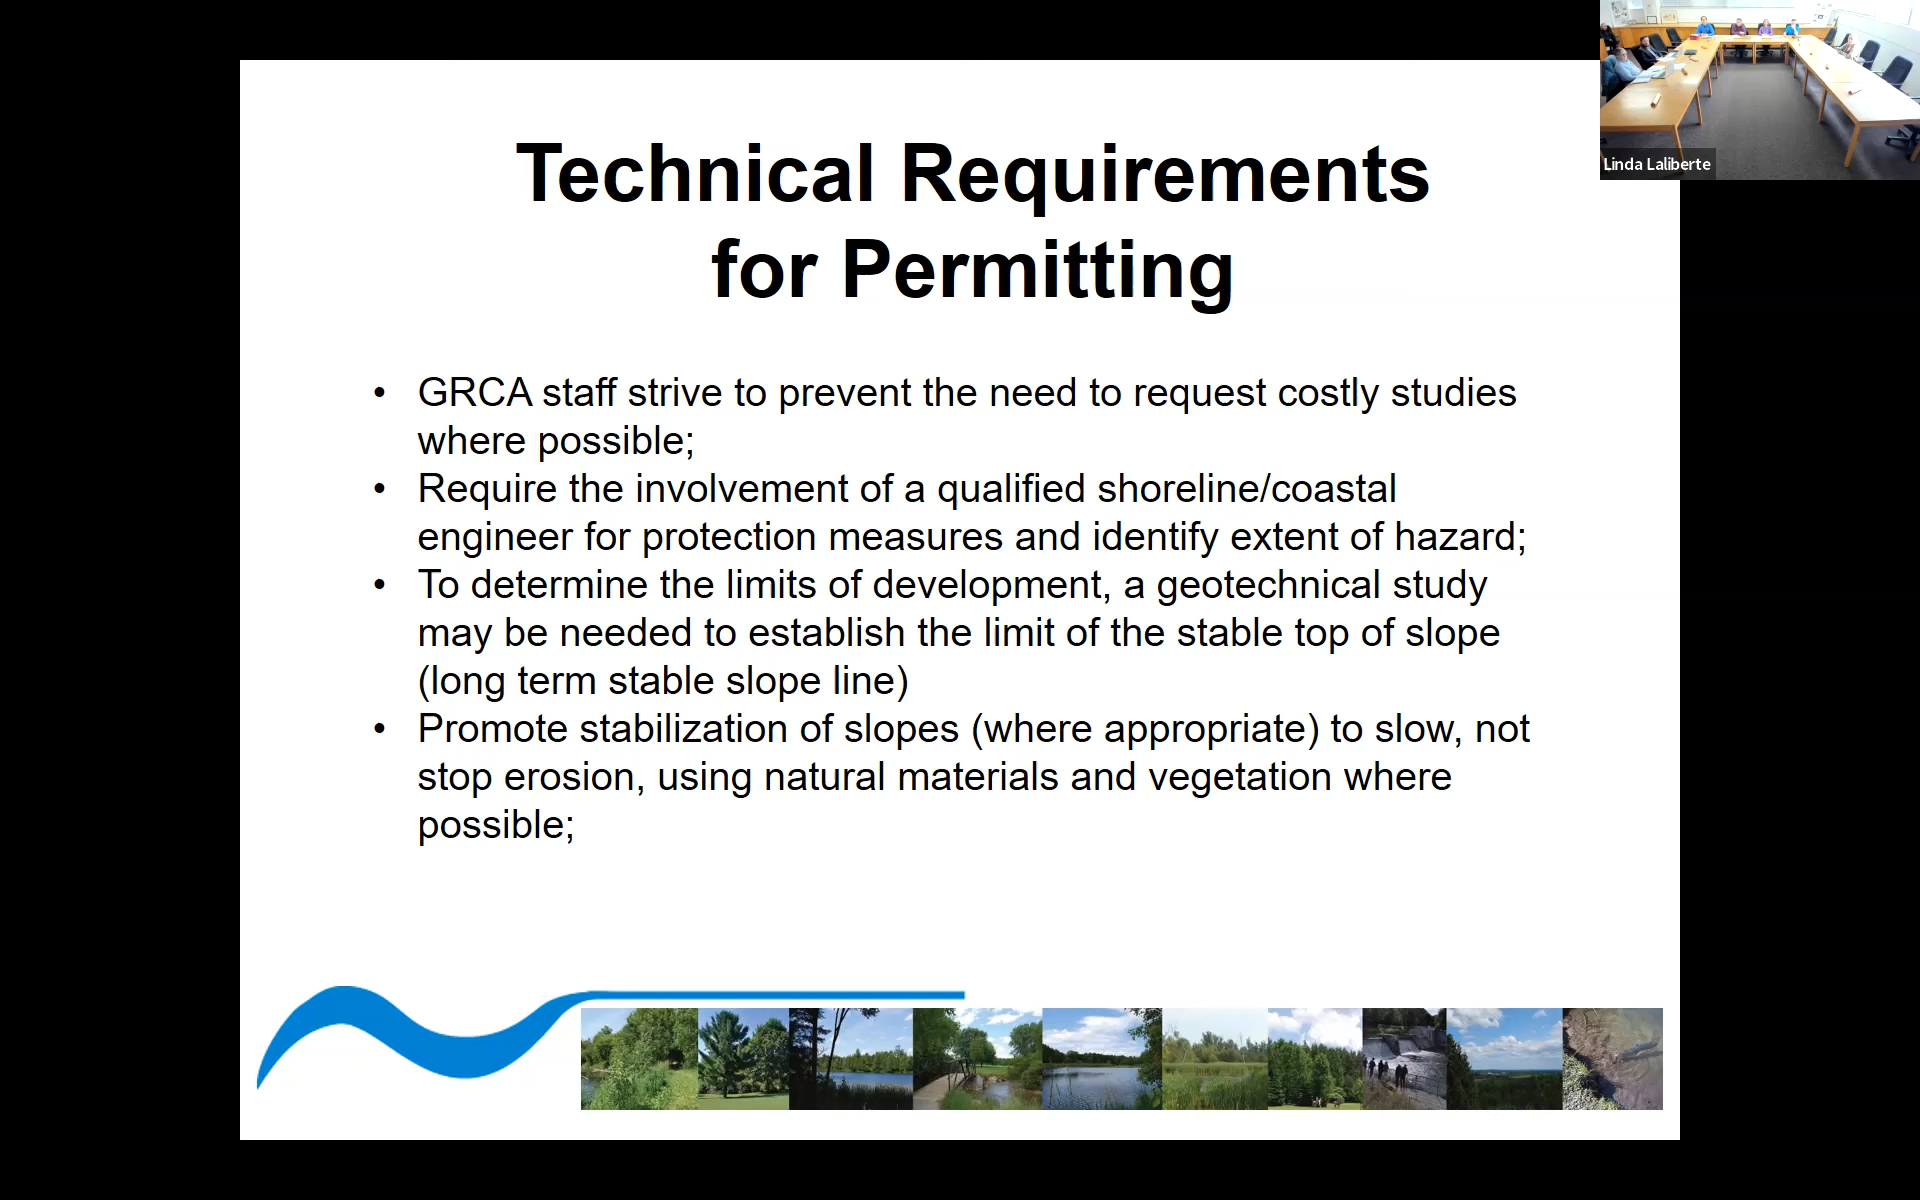 Linda Laliberte
Technical Requirements
for Permitting
• GRCA staff strive to prevent the need to request costly studies
where possible;
• Require the involvement of a qualified shoreline/coastal
engineer for protection measures and identify extent of hazard;
• To determine the limits of development, a geotechnical study
may be needed to establish the limit of the stable top of slope
(long term stable slope line)
• Promote stabilization of slopes (where appropriate) to slow, not
stop erosion, using natural materials and vegetation where
possible;